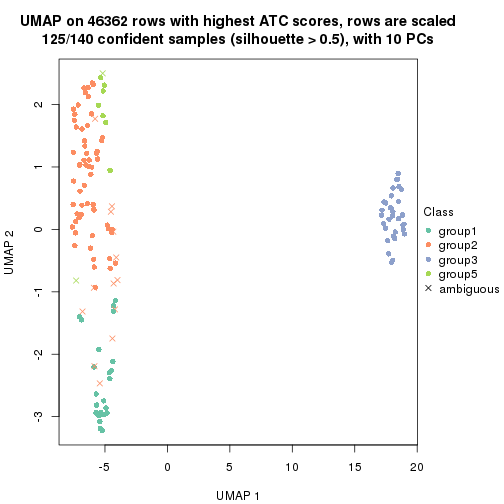 UMAP on 46362 rows with highest ATC scores, rows are scaled
125/140 confident samples (silhouette > 0.5), with 10 PCs
2
1
0
-1
-2
-3
UMAP 2
-5
0
5
10
15
20
UMAP 1
Class
group1
group2
group3
group5
ambiguous